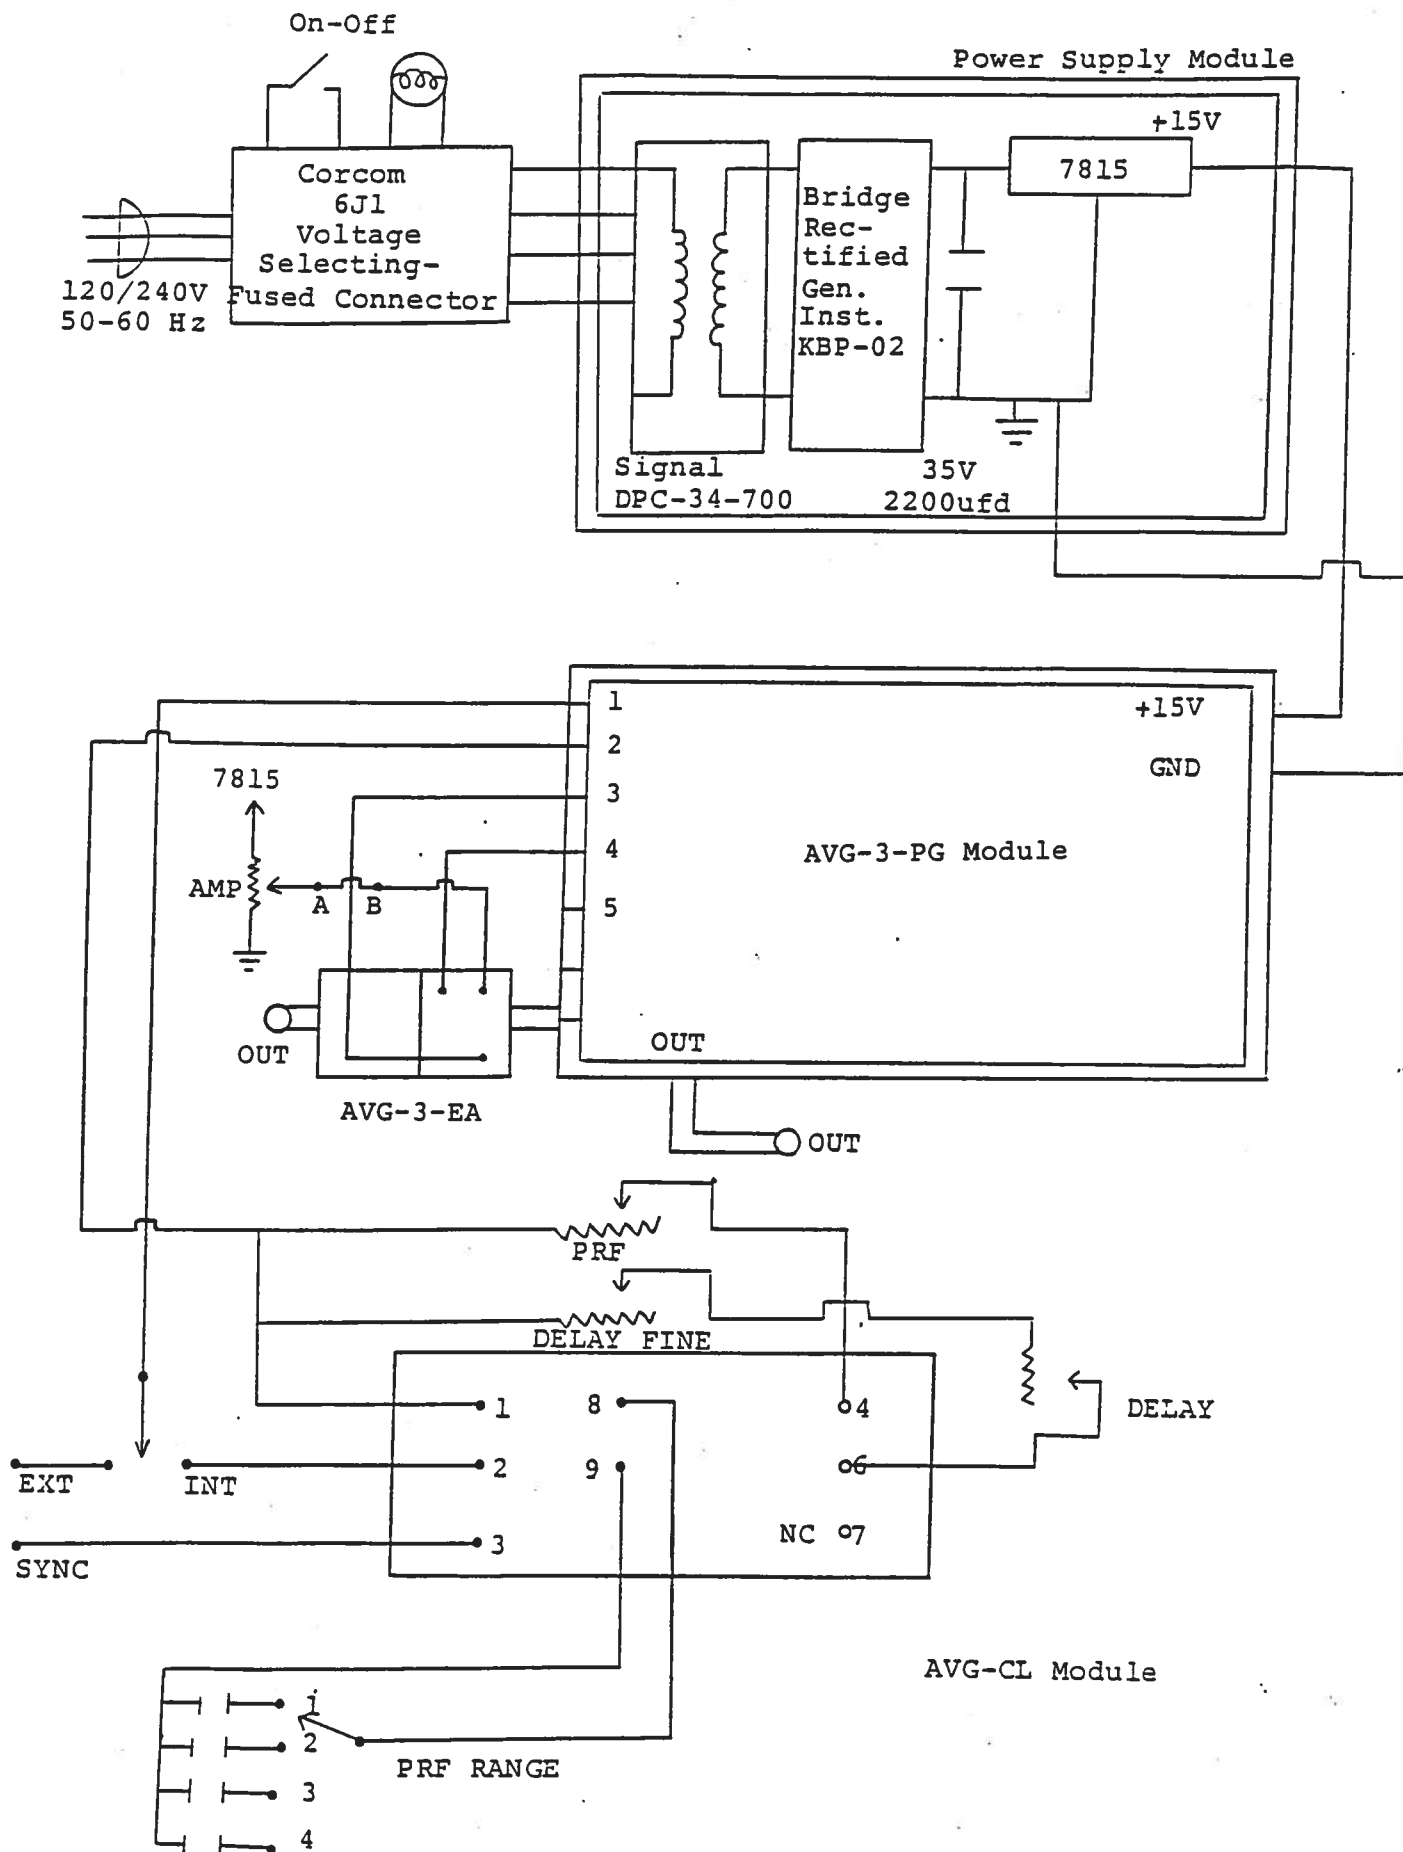 On-Off
Power Supply Module
+15V
7815
Corcom
6J1
Voltage
Selecting-
Fused Connector
120/240V
50-60 Hz
Bridge
Rec-
tified
Gen.
Inst.
KBP-02
Signal
DPC-34-700
35V
2200ufd
1
+15V
2
GND
7815
3
4
AVG-3-PG Module
AMP
A
B
5
OUT
OUT
AVG-3-EA
OUT
PRF
DELAY FINE
1
8
4
DELAY
EXT
INT
2
9
6
SYNC
3
NC
7
AVG-CL Module
1
2
PRF RANGE
3
4